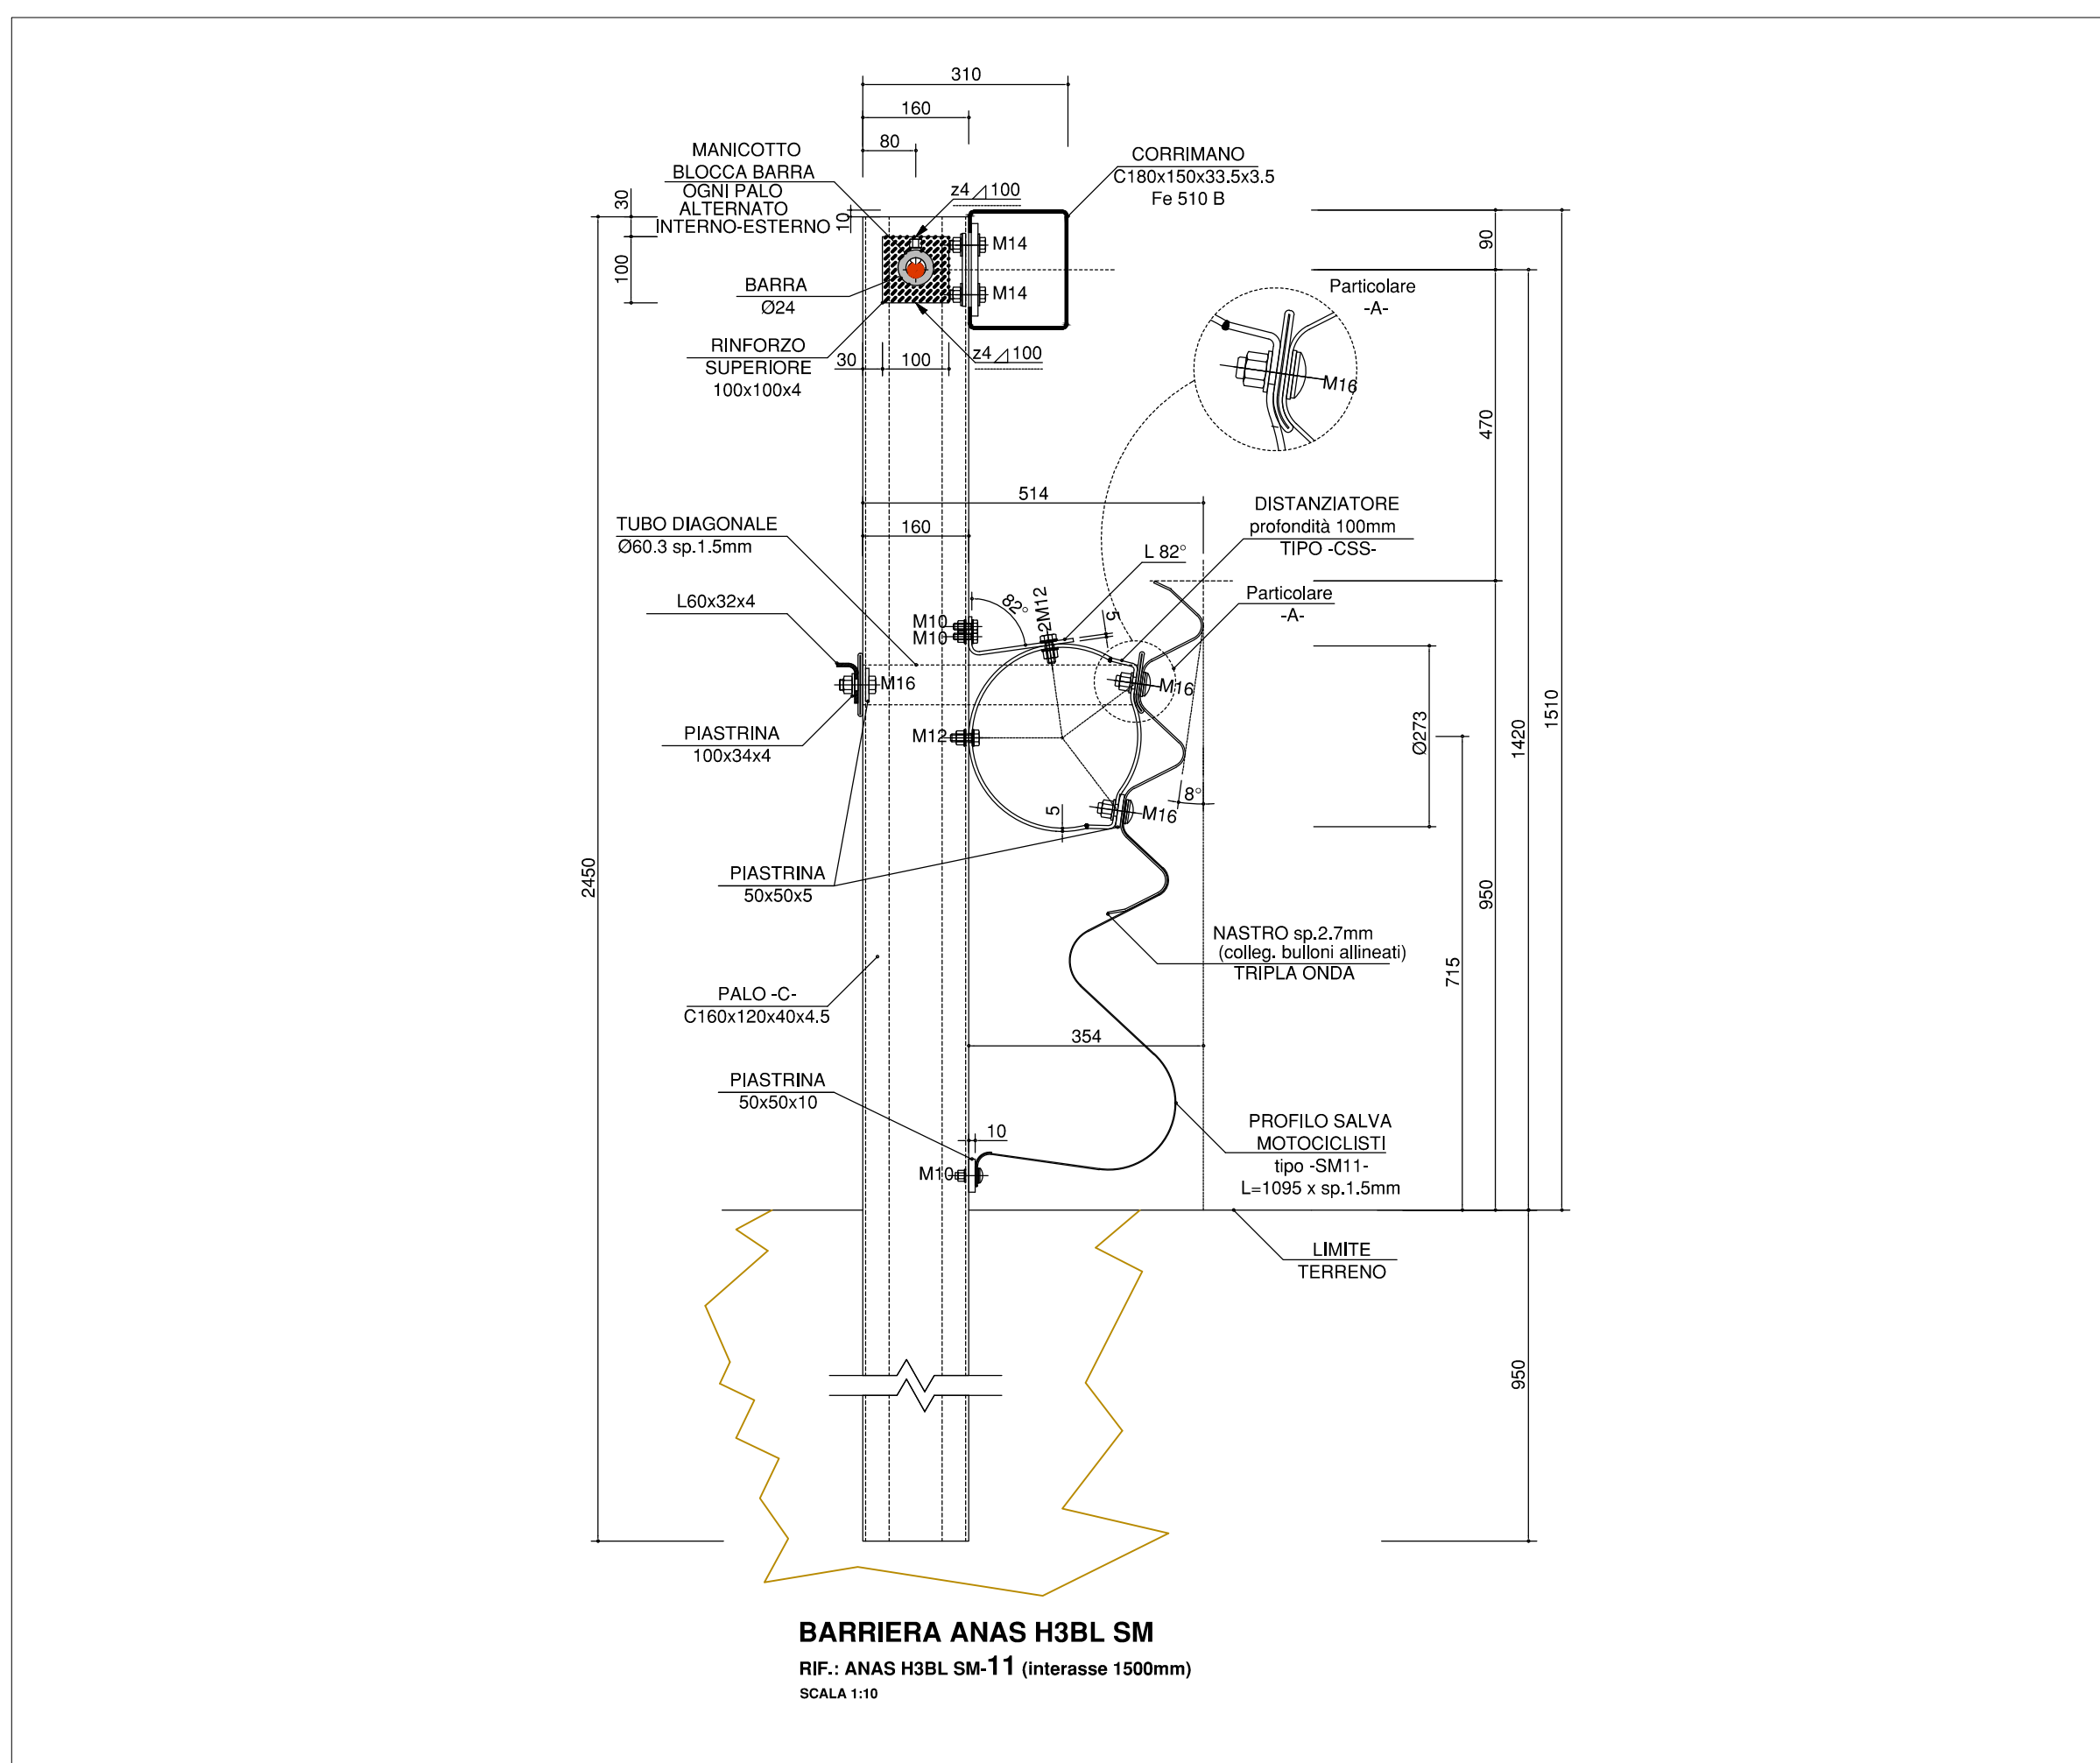 310
160
80
MANICOTTO
BLOCCA BARRA
OGNI PALO
ALTERNATO
INTERNO-ESTERNO
z4 100
CORRIMANO
C180x150x33.5x3.5
Fe 510 B
30
10
100
M14
M14
90
BARRA
Ø24
Particolare
-A-
RINFORZO
SUPERIORE
100x100x4
30
100
z4 100
M16
470
514
DISTANZIATORE
profondità 100mm
TIPO -CSS-
TUBO DIAGONALE
Ø60.3 sp.1.5mm
160
L 82°
L60x32x4
82°
2M12
5
Particolare
-A-
M10
M10
M16
M16
1510
1420
Ø273
PIASTRINA
100x34x4
M12
8°
5
M16
2450
PIASTRINA
50x50x5
950
NASTRO sp.2.7mm
(colleg. bulloni allineati)
TRIPLA ONDA
715
PALO -C-
C160x120x40x4.5
354
PIASTRINA
50x50x10
10
M10
PROFILO SALVA
MOTOCICLISTI
tipo -SM11-
L=1095 x sp.1.5mm
LIMITE
TERRENO
950
BARRIERA ANAS H3BL SM
RIF.: ANAS H3BL SM-11 (interasse 1500mm)
SCALA 1:10